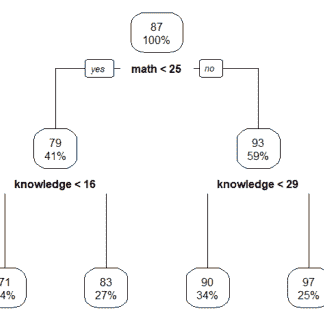 87
100%
yes
math < 25
no
79
41%
93
59%
knowledge < 16
knowledge < 29
71
4%
83
27%
90
34%
97
25%